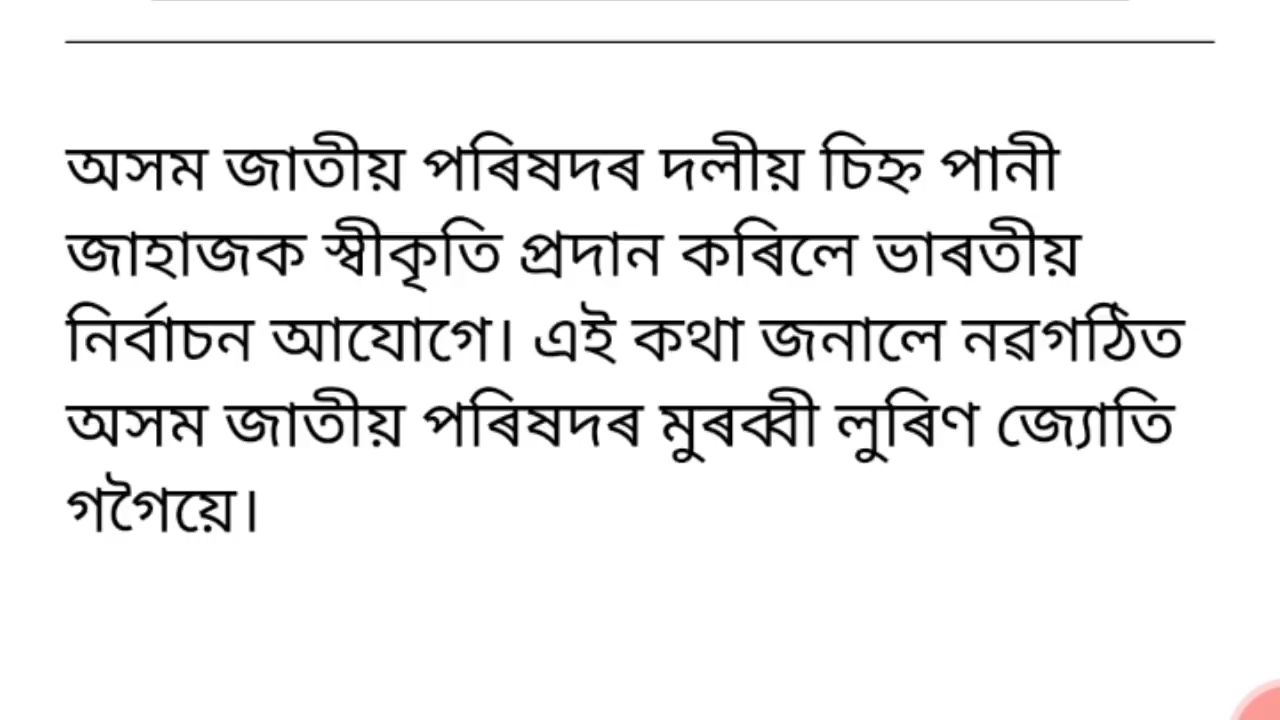 অসম জাতীয় পৰিষদৰ দলীয় চিহ্ন পানী
জাহাজক স্বীকৃতি প্ৰদান কৰিলে ভাৰতীয়
নিৰ্বাচন আযোগে। এই কথা জনালে নৱগঠিত
অসম জাতীয় পৰিষদৰ মুৰব্বী লুৰিণ জ্যোতি
গগৈয়ে।